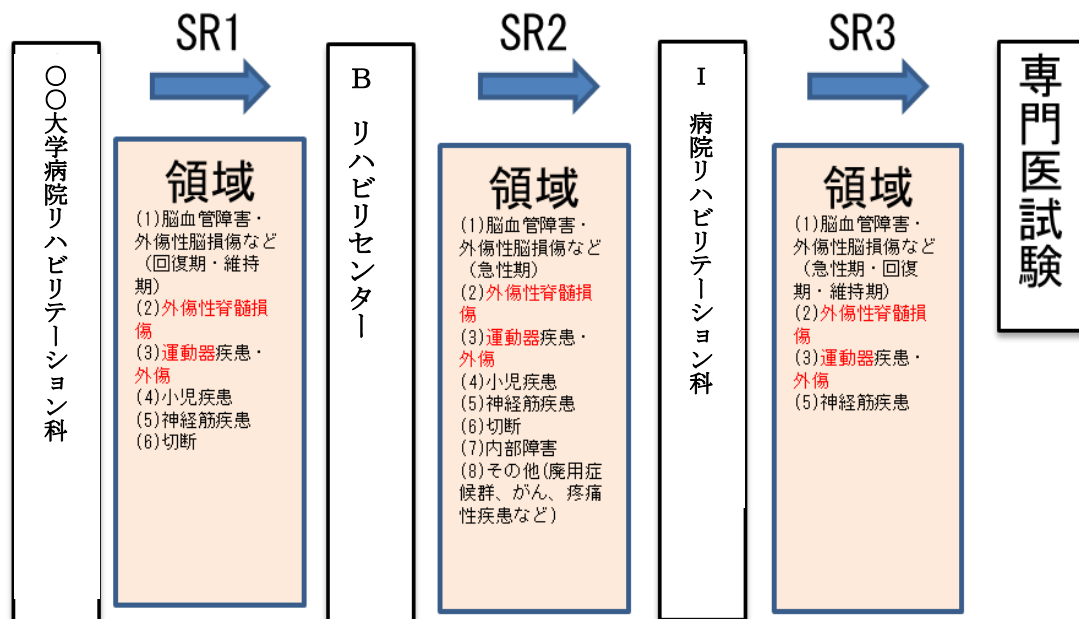 〇〇大学病院リハビリテーション科
SR1
領域
(1)脳血管障害・
外傷性脳損傷など
（回復期・維持
期)
(2)外傷性脊髄損
傷
(3)運動器疾患・
外傷
(4)小児疾患
(5)神経筋疾患
(6)切断
B リハビリセンター
SR2
領域
(1)脳血管障害・
外傷性脳損傷など
（急性期)
(2)外傷性脊髄損
傷
(3)運動器疾患・
外傷
(4)小児疾患
(5)神経筋疾患
(6)切断
(7)内部障害
(8)その他(廃用症
候群、がん、疼痛
性疾患など)
I 病院リハビリテーション科
SR3
領域
(1)脳血管障害・
外傷性脳損傷など
（急性期・回復
期・維持期)
(2)外傷性脊髄損
傷
(3)運動器疾患・
外傷
(5)神経筋疾患
専門医試験